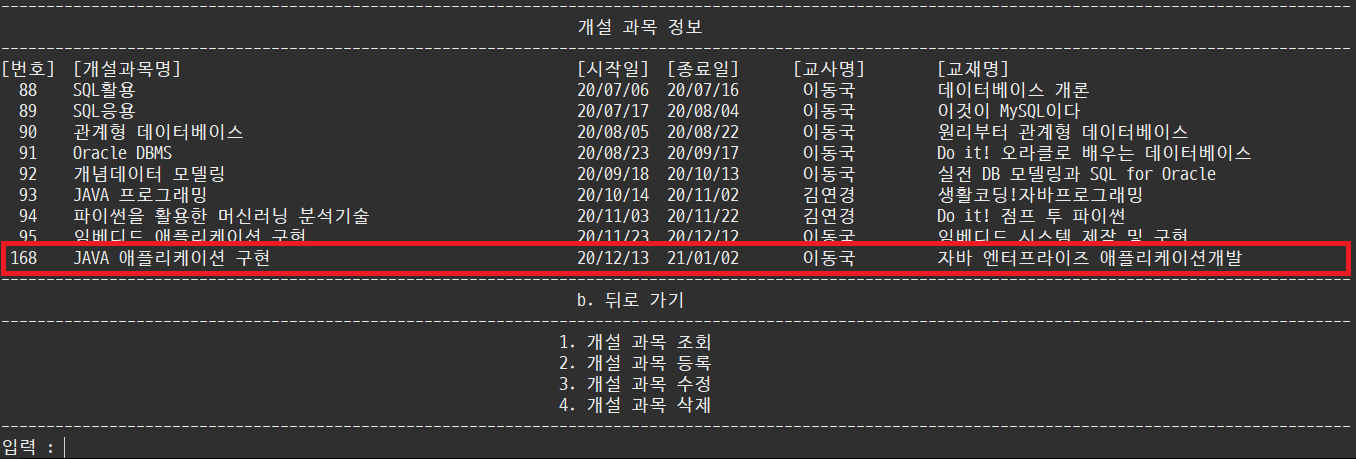 개설 과목 정보
[번호] [개설과목명] [시작일] [종료일] [교사명] [교재명]
88 SQL활용 20/07/06 20/07/16 이동국 데이터베이스 개론
89 SQL응용 20/07/17 20/08/04 이동국 이것이 MySQL이다
90 관계형 데이터베이스 20/08/05 20/08/22 이동국 원리부터 관계형 데이터베이스
91 Oracle DBMS 20/08/23 20/09/17 이동국 Do it! 오라클로 배우는 데이터베이스
92 개념데이터 모델링 20/09/18 20/10/13 이동국 실전 DB 모델링과 SQL for Oracle
93 JAVA 프로그래밍 20/10/14 20/11/02 김연경 생활코딩!자바프로그래밍
94 파이썬을 활용한 머신러닝 분석기술 20/11/03 20/11/22 김연경 Do it! 점프 투 파이썬
95 임베디드 애플리케이션 구현 20/11/23 20/12/12 이동국 임베디드 시스템 제작 및 구현
168 JAVA 애플리케이션 구현 20/12/13 21/01/02 이동국 자바 엔터프라이즈 애플리케이션개발
b. 뒤로 가기
1. 개설 과목 조회
2. 개설 과목 등록
3. 개설 과목 수정
4. 개설 과목 삭제
입력 :